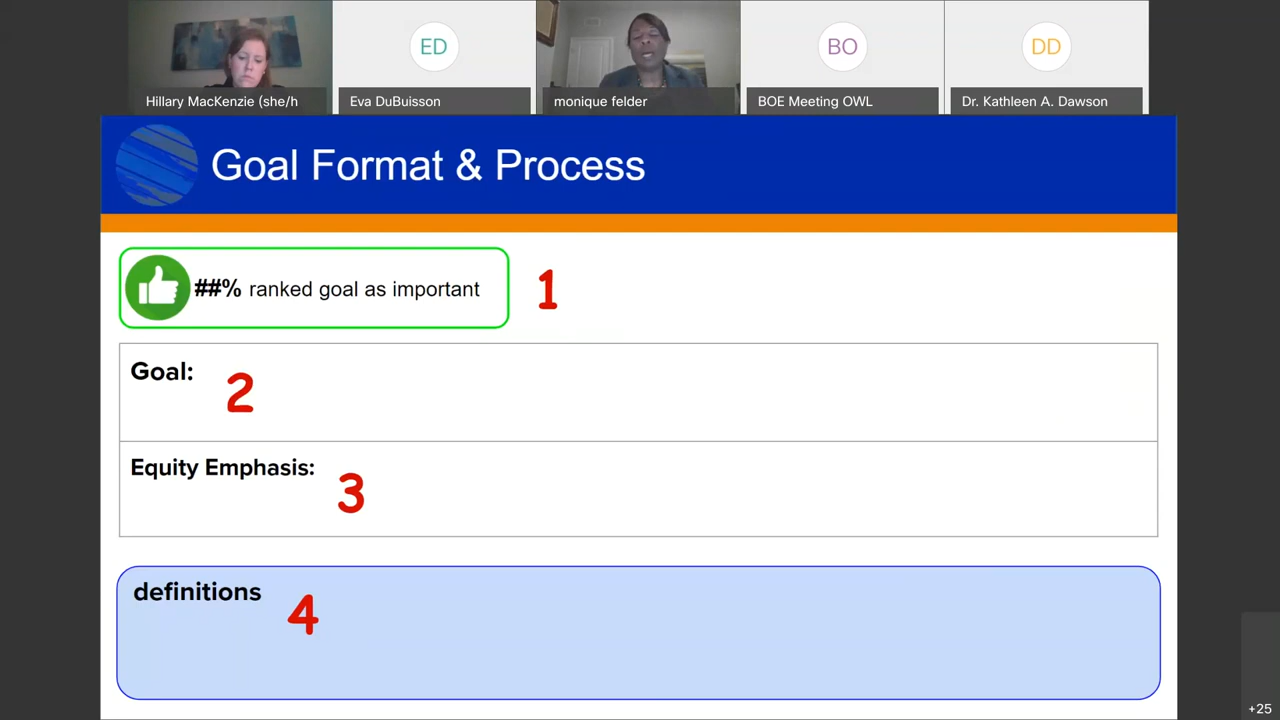 ED
BO
DD
Hillary MacKenzie (she/h
Eva DuBuisson
monique felder
BOE Meeting OWL
Dr. Kathleen A. Dawson
Goal Format & Process
##% ranked goal as important
1
Goal:
2
Equity Emphasis:
3
definitions
4
+25